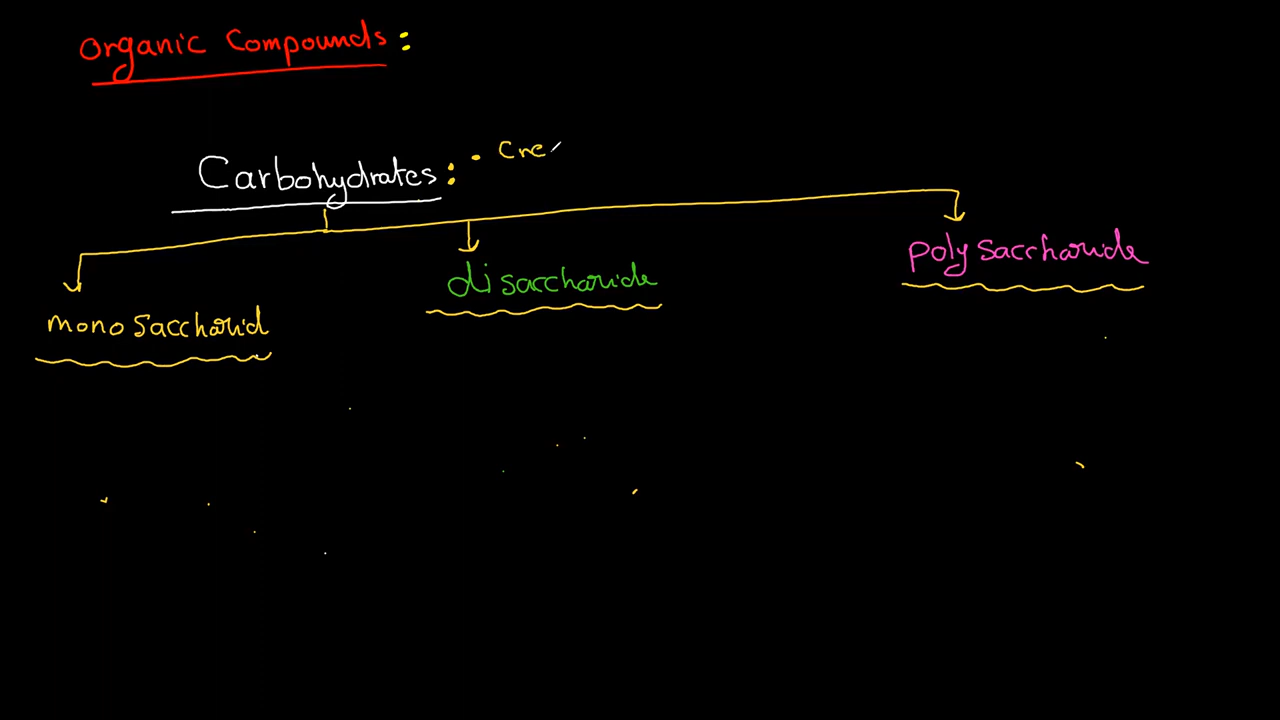 Organic Compounds:
Carbohydrates: • Cre
mono saccharid
disaccharide
poly saccharide